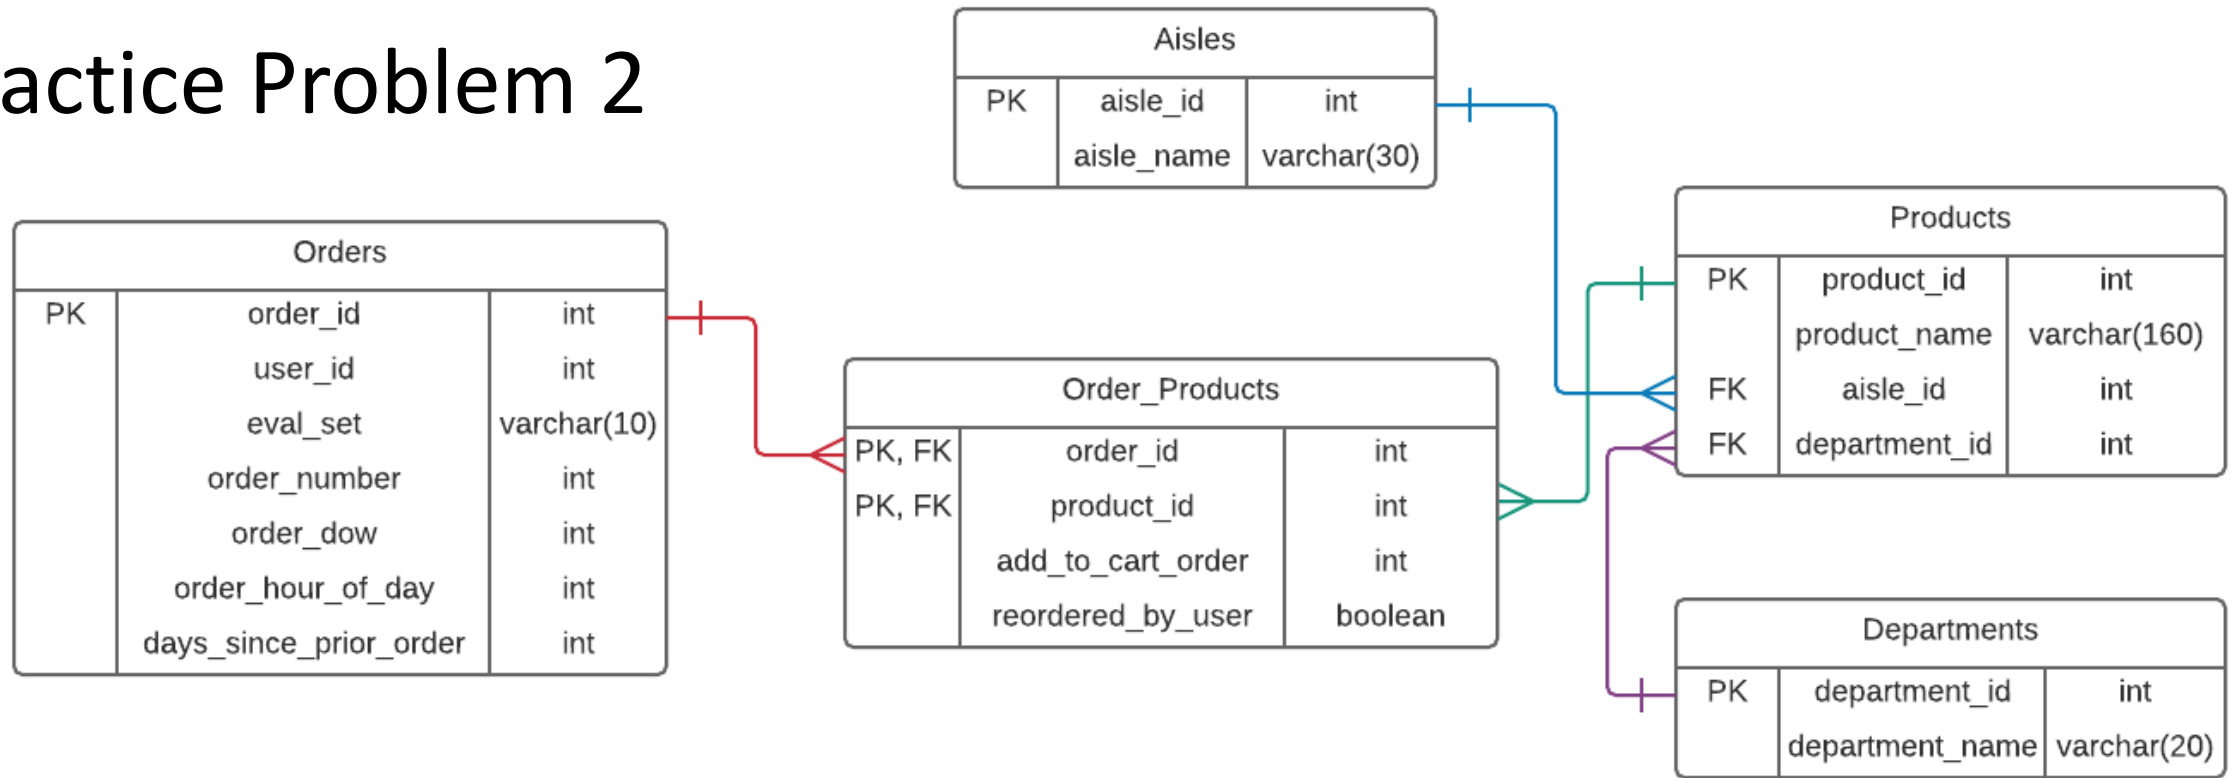 actice Problem 2
Aisles
PK aisle_id int
aisle_name varchar(30)
Orders
PK order_id int
user_id int
eval_set varchar(10)
order_number int
order_dow int
order_hour_of_day int
days_since_prior_order int
Order_Products
PK, FK order_id int
PK, FK product_id int
add_to_cart_order int
reordered_by_user boolean
Products
PK product_id int
product_name varchar(160)
FK aisle_id int
FK department_id int
Departments
PK department_id int
department_name varchar(20)